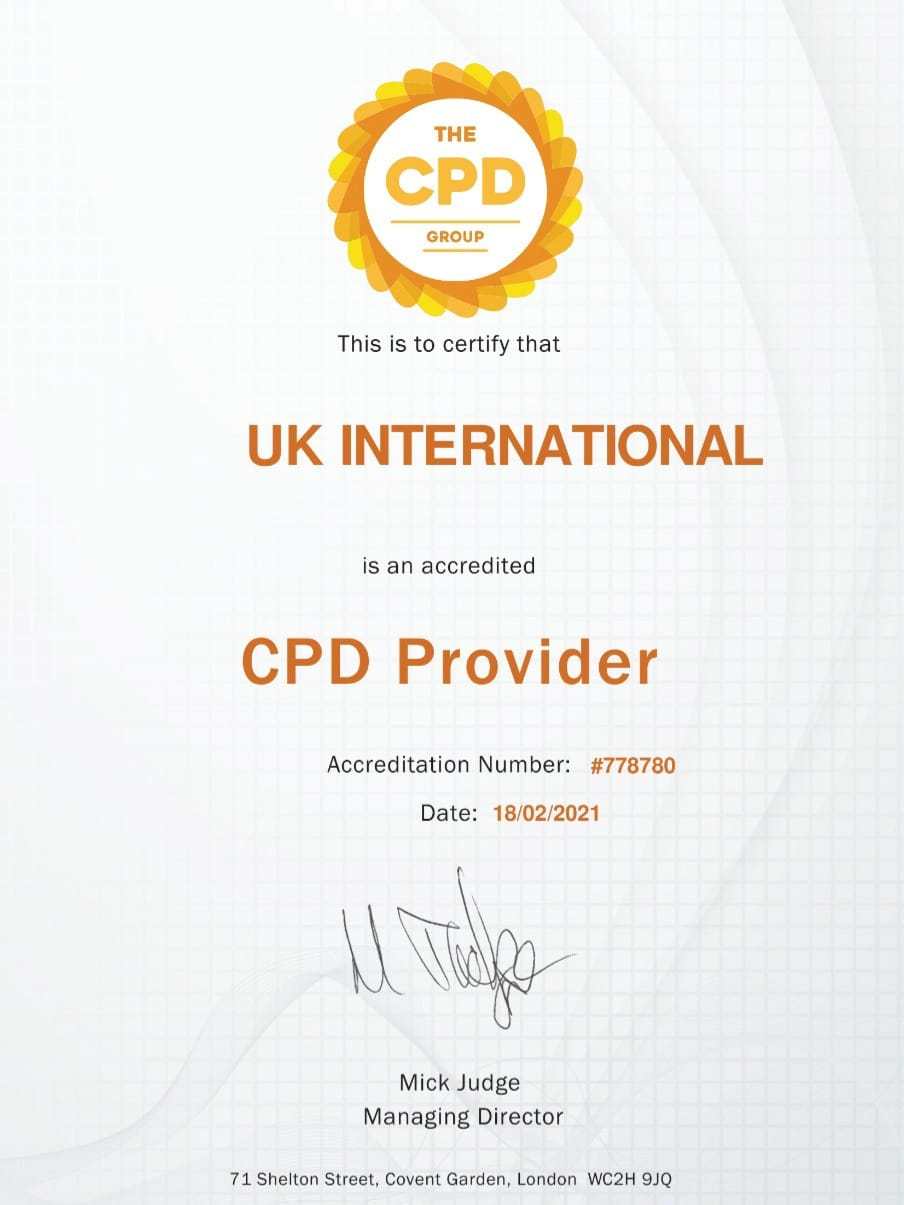 THE
CPD
GROUP
This is to certify that
UK INTERNATIONAL
is an accredited
CPD Provider
Accreditation Number: #778780
Date: 18/02/2021
M Judge
Mick Judge
Managing Director
71 Shelton Street, Covent Garden, London WC2H 9JQ